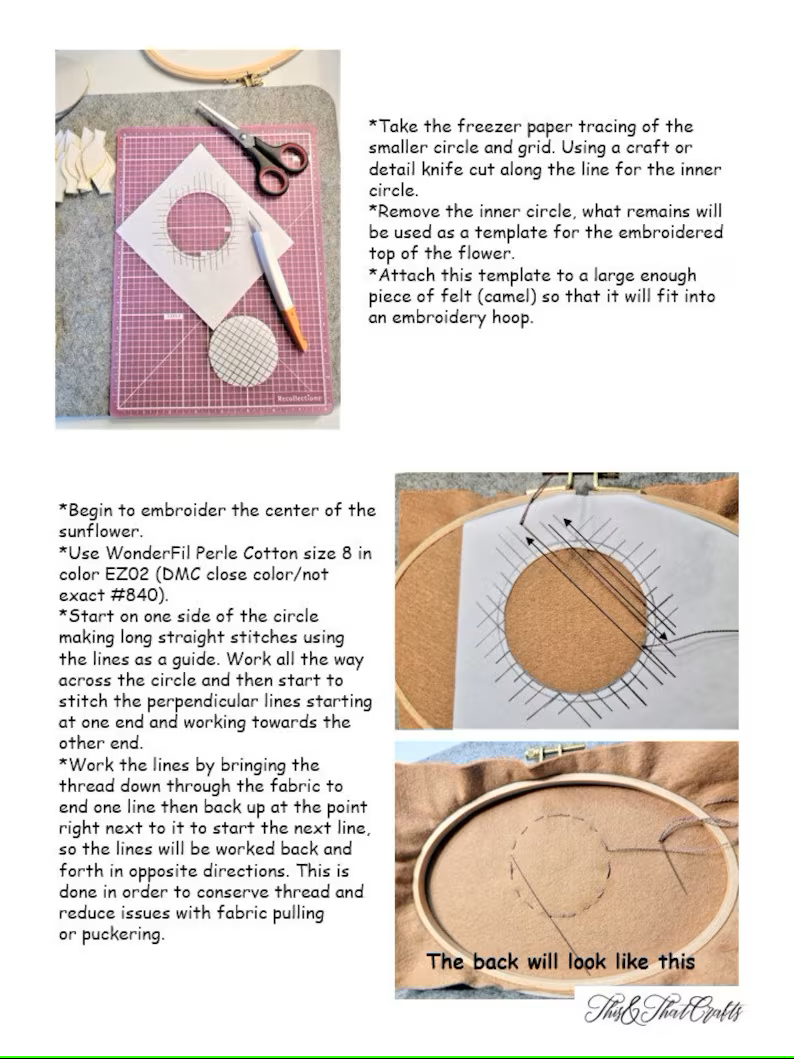 *Take the freezer paper tracing of the
smaller circle and grid. Using a craft or
detail knife cut along the line for the inner
circle.
*Remove the inner circle, what remains will
be used as a template for the embroidered
top of the flower.
*Attach this template to a large enough
piece of felt (camel) so that it will fit into
an embroidery hoop.
Recollections
*Begin to embroider the center of the
sunflower.
*Use WonderFil Perle Cotton size 8 in
color EZ02 (DMC close color/not
exact #840).
*Start on one side of the circle
making long straight stitches using
the lines as a guide. Work all the way
across the circle and then start to
stitch the perpendicular lines starting
at one end and working towards the
other end.
*Work the lines by bringing the
thread down through the fabric to
end one line then back up at the point
right next to it to start the next line,
so the lines will be worked back and
forth in opposite directions. This is
done in order to conserve thread and
reduce issues with fabric pulling
or puckering.
The back will look like this
This&ThatCrafts